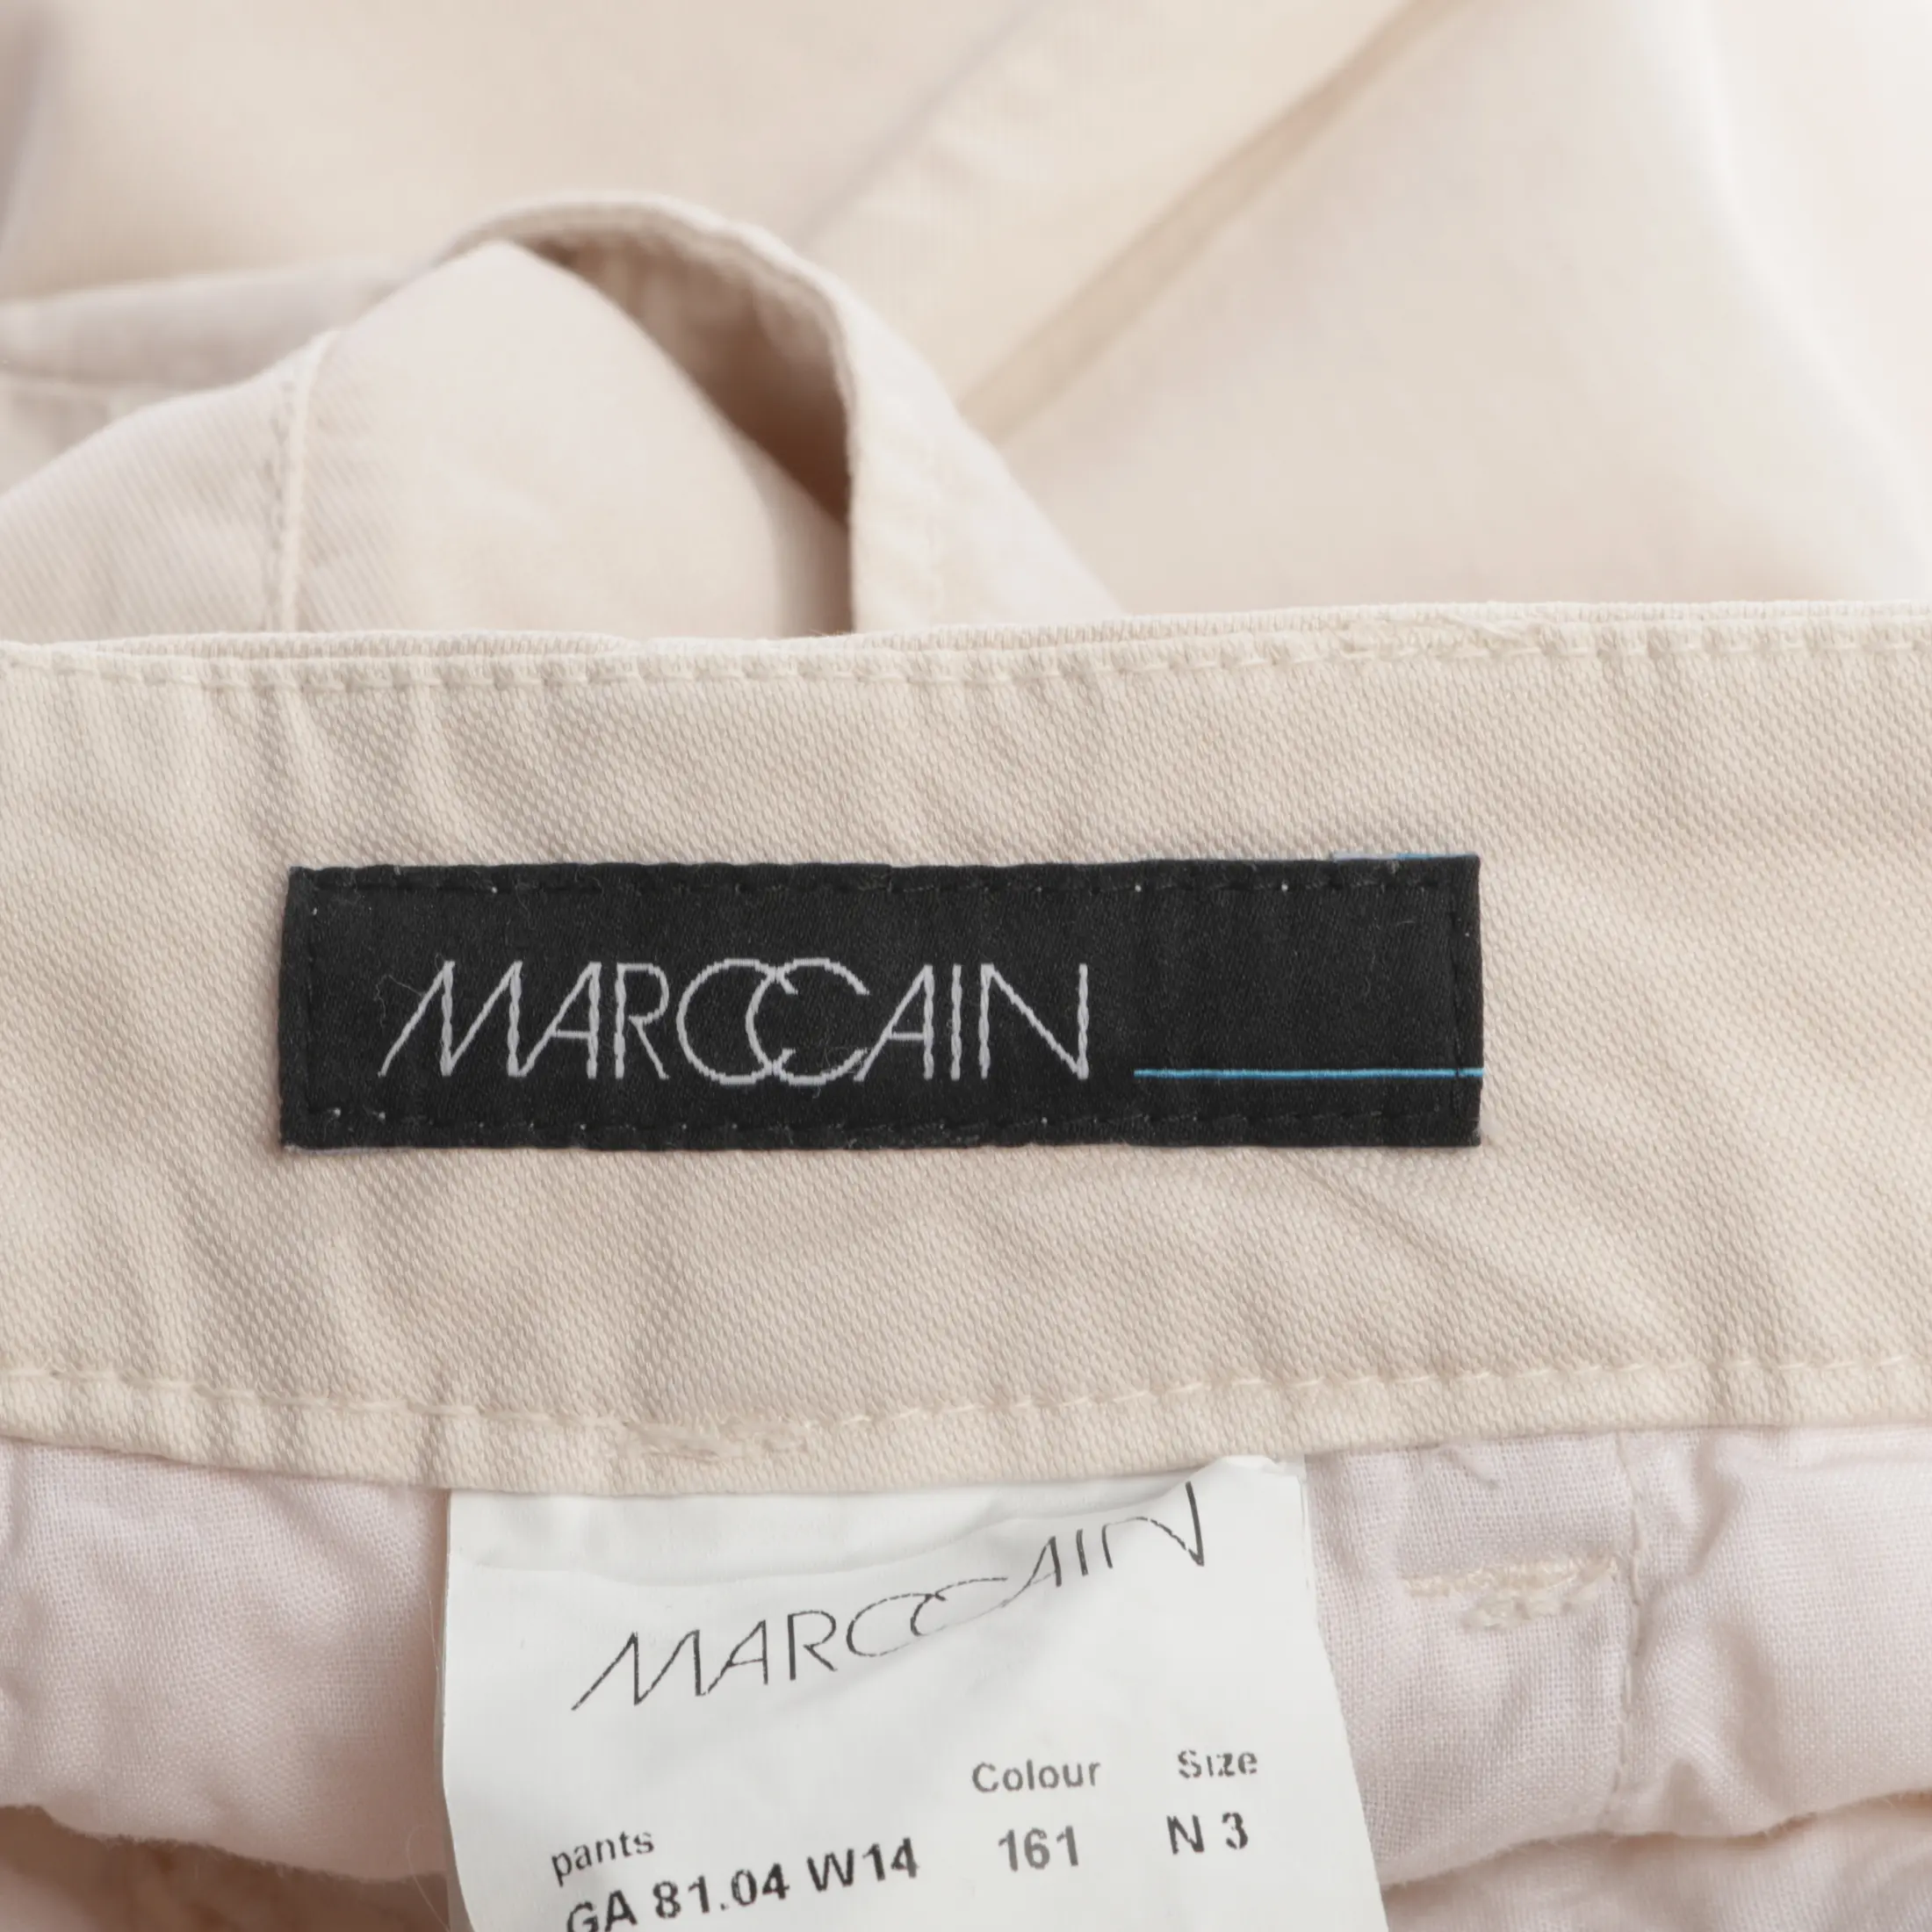 MARCCAIN
MARCCAIN
Colour Size
pants
GA 81.04 W14 161 N 3